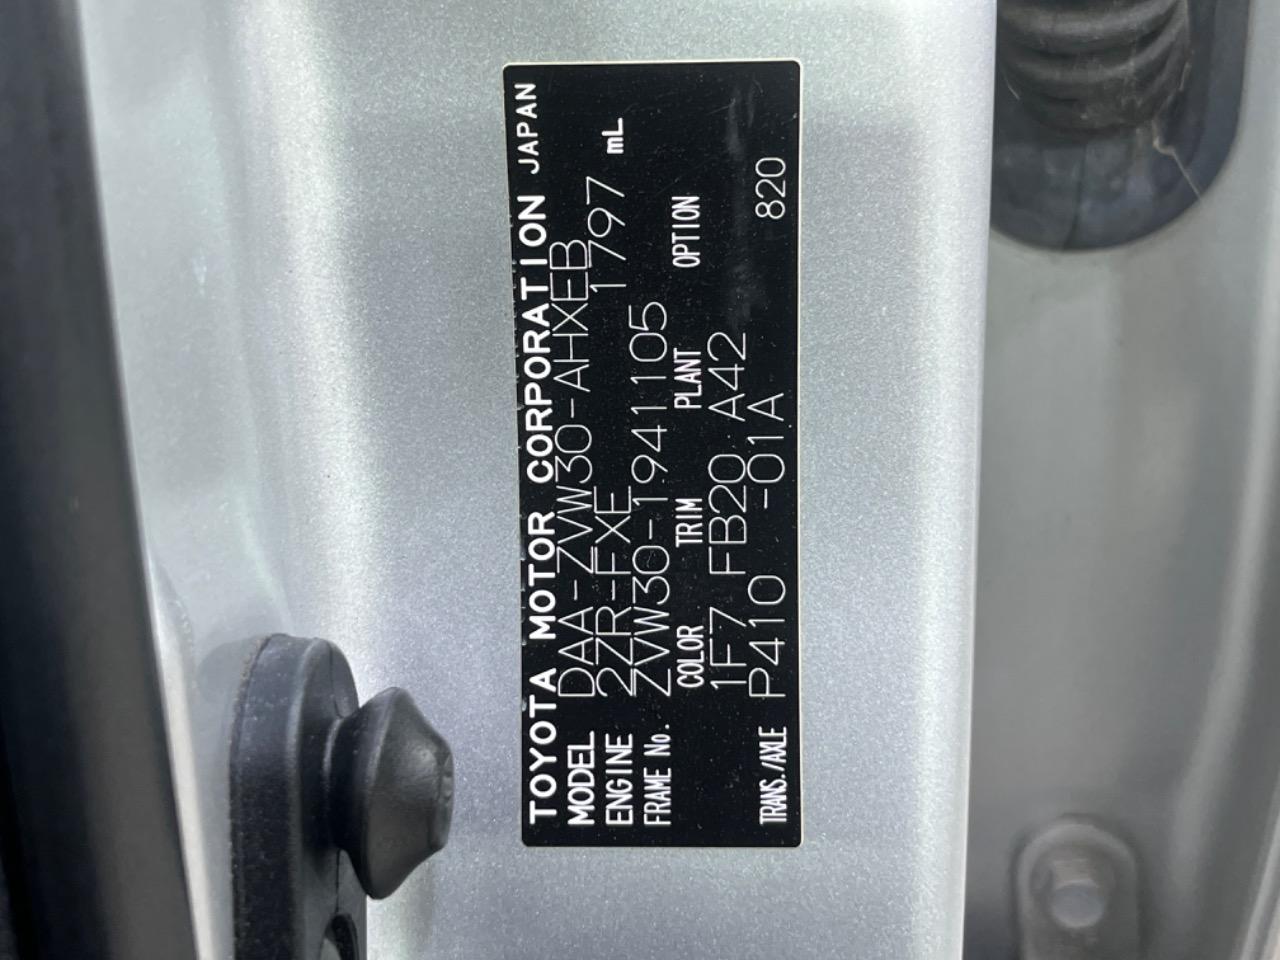 TOYOTA MOTOR CORPORATION JAPAN
MODEL DAA-ZVW30-AHXEB
ENGINE 2ZR-FXE 1797 mL
FRAME No. ZVW30-1941105
COLOR TRIM PLANT OPTION
1F7 FB20 A42
TRANS./AXLE P410 -01A 820